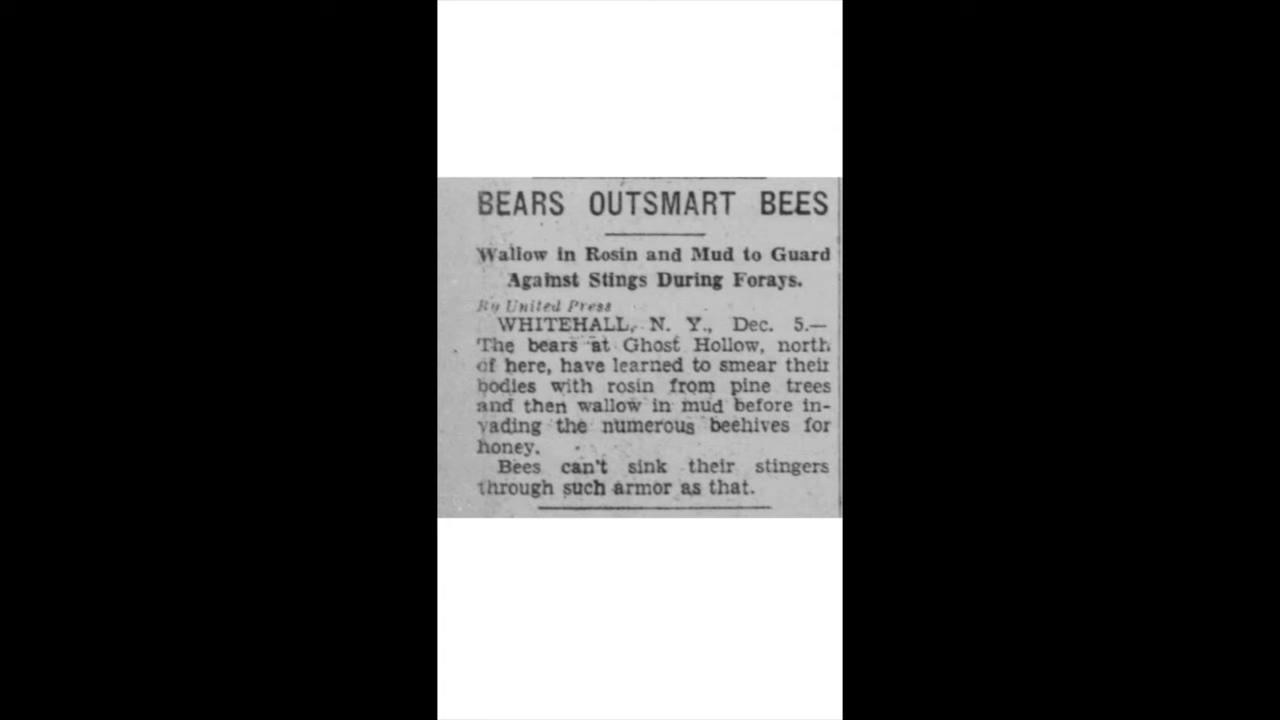 BEARS OUTSMART BEES
Wallow in Rosin and Mud to Guard
Against Stings During Forays.
By United Press
WHITEHALL, N. Y., Dec. 5.—
The bears at Ghost Hollow, north
of here, have learned to smear their
bodies with rosin from pine trees
and then wallow in mud before in-
vading the numerous beehives for
honey.
Bees can't sink their stingers
through such armor as that.